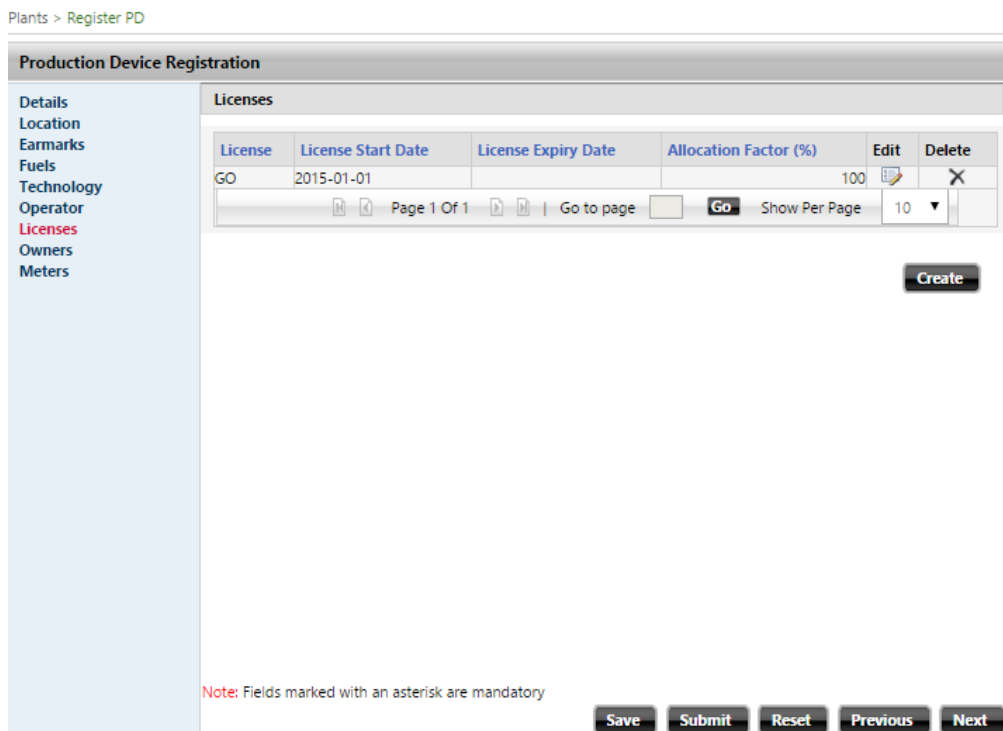 Plants > Register PD
Production Device Registration
Details
Location
Earmarks
Fuels
Technology
Operator
Licenses
Owners
Meters
Licenses
License License Start Date License Expiry Date Allocation Factor (%) Edit Delete
GO 2015-01-01 100
Page 1 Of 1 | Go to page Go Show Per Page 10
Create
Note: Fields marked with an asterisk are mandatory
Save Submit Reset Previous Next